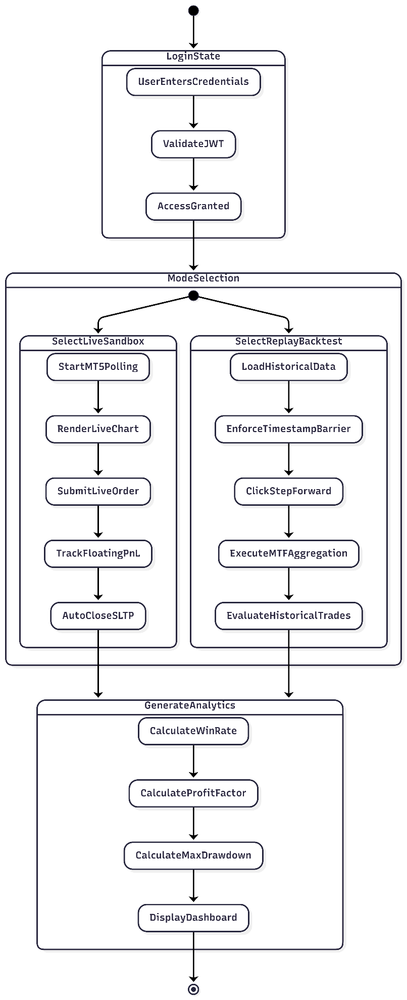 LoginState
UserEntersCredentials
ValidateJWT
AccessGranted
ModeSelection
SelectLiveSandbox
StartMT5Polling
RenderLiveChart
SubmitLiveOrder
TrackFloatingPnL
AutoCloseSLTP
SelectReplayBacktest
LoadHistoricalData
EnforceTimestampBarrier
ClickStepForward
ExecuteMTFAggregation
EvaluateHistoricalTrades
GenerateAnalytics
CalculateWinRate
CalculateProfitFactor
CalculateMaxDrawdown
DisplayDashboard